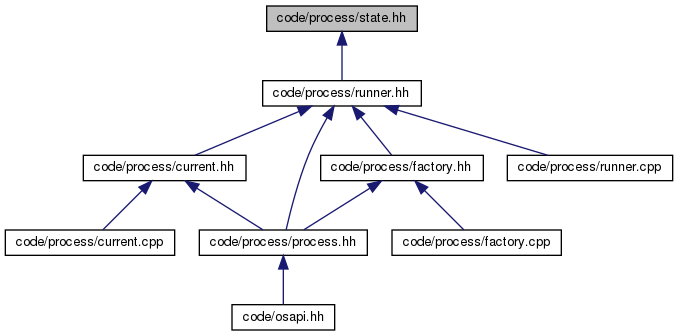 code/process/state.hh
code/process/runner.hh
code/process/current.hh
code/process/factory.hh
code/process/runner.cpp
code/process/current.cpp
code/process/process.hh
code/process/factory.cpp
code/osapi.hh